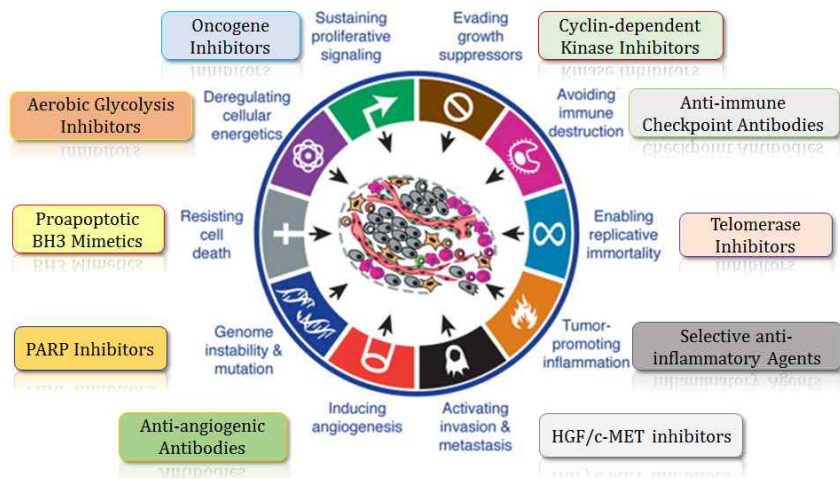 Oncogene
Inhibitors
Sustaining
proliferative
signaling
Evading
growth
suppressors
Cyclin-dependent
Kinase Inhibitors
Aerobic Glycolysis
Inhibitors
Deregulating
cellular
energetics
Avoiding
immune
destruction
Anti-immune
Checkpoint Antibodies
Proapoptotic
BH3 Mimetics
Resisting
cell
death
Enabling
replicative
immortality
Telomerase
Inhibitors
PARP Inhibitors
Genome
instability &
mutation
Tumor-
promoting
inflammation
Selective anti-
inflammatory Agents
Anti-angiogenic
Antibodies
Inducing
angiogenesis
Activating
invasion &
metastasis
HGF/c-MET inhibitors